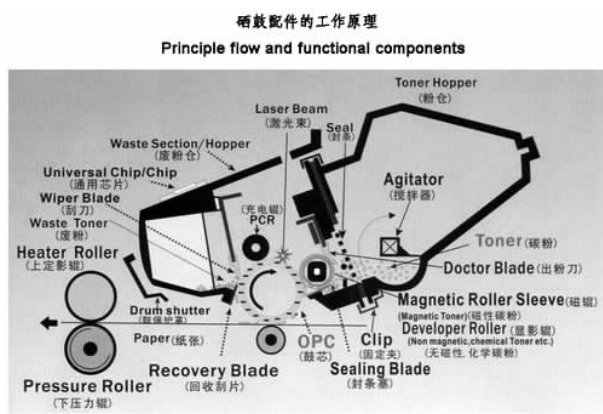 硒鼓配件的工作原理
Principle flow and functional components
Toner Hopper
(粉仓)
Laser Beam
(激光束)
Seal
(封条)
Waste Section/Hopper
(废粉仓)
Universal Chip/Chip
(通用芯片)
Wiper Blade
(刮刀)
Waste Toner
(废粉)
Heater Roller
(上定影辊)
(充电辊)
PCR
Agitator
(搅拌器)
Toner (碳粉)
Doctor Blade (出粉刀)
Magnetic Roller Sleeve (磁辊)
(Magnetic Toner) (磁性碳粉)
Developer Roller (显影辊)
(Non magnetic,chemical Toner etc.)
(无磁性,化学碳粉)
Drum shutter
(鼓保护罩)
Paper(纸张)
OPC
(鼓芯)
Clip
(固定夹)
Recovery Blade
(回收刮片)
Sealing Blade
(封条塞)
Pressure Roller
(下压力辊)